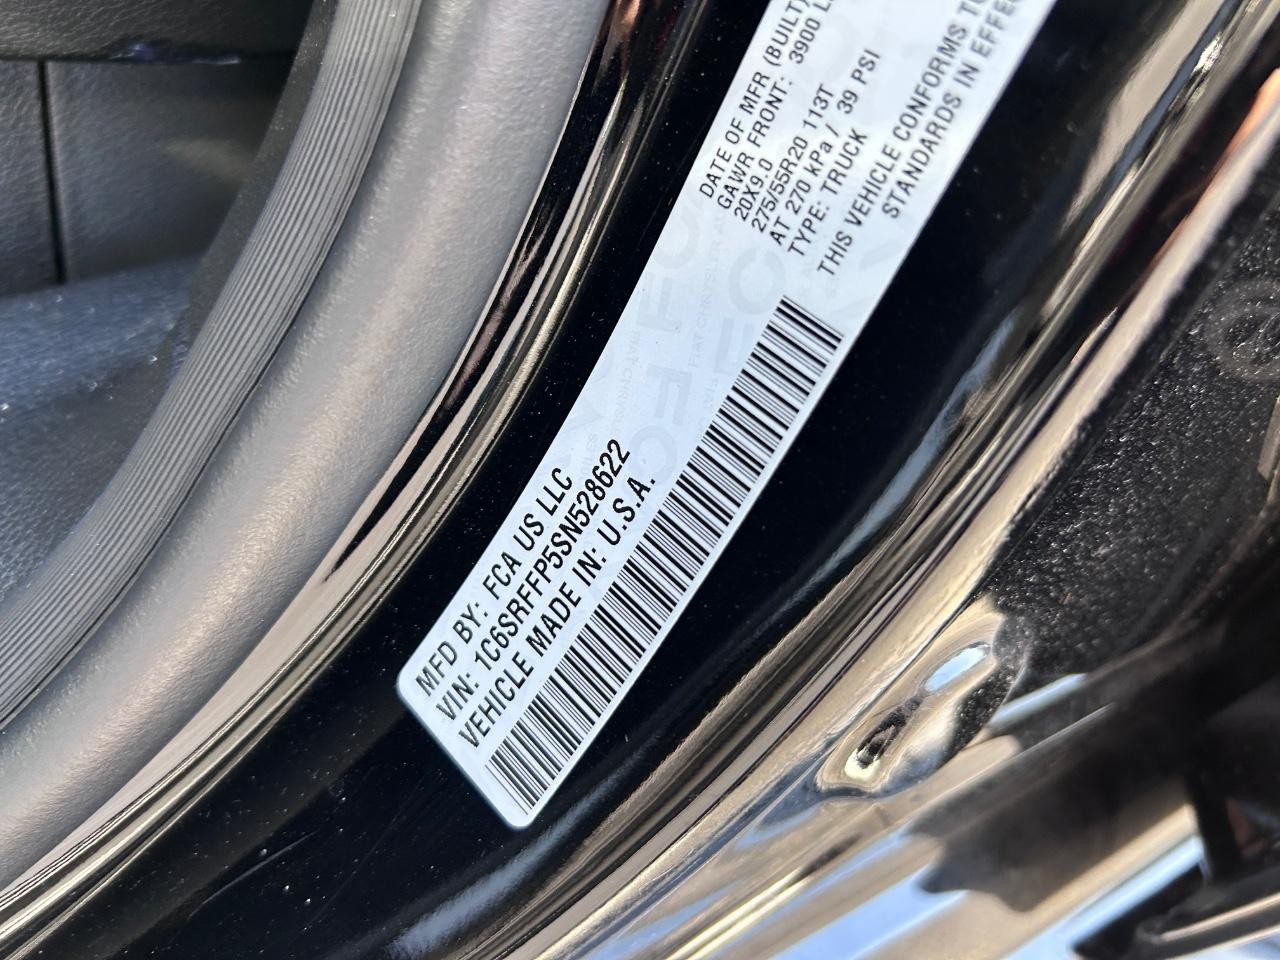 MFD BY: FCA US LLC
VIN: 1C6SRFFP5SN528622
VEHICLE MADE IN: U.S.A.
DATE OF MFR (BUILT)
GAWR FRONT: 3900 L
20X9.0
275/55R20 113T
AT 270 kPa / 39 PSI
TYPE: TRUCK
THIS VEHICLE CONFORMS TO
STANDARDS IN EFFEC